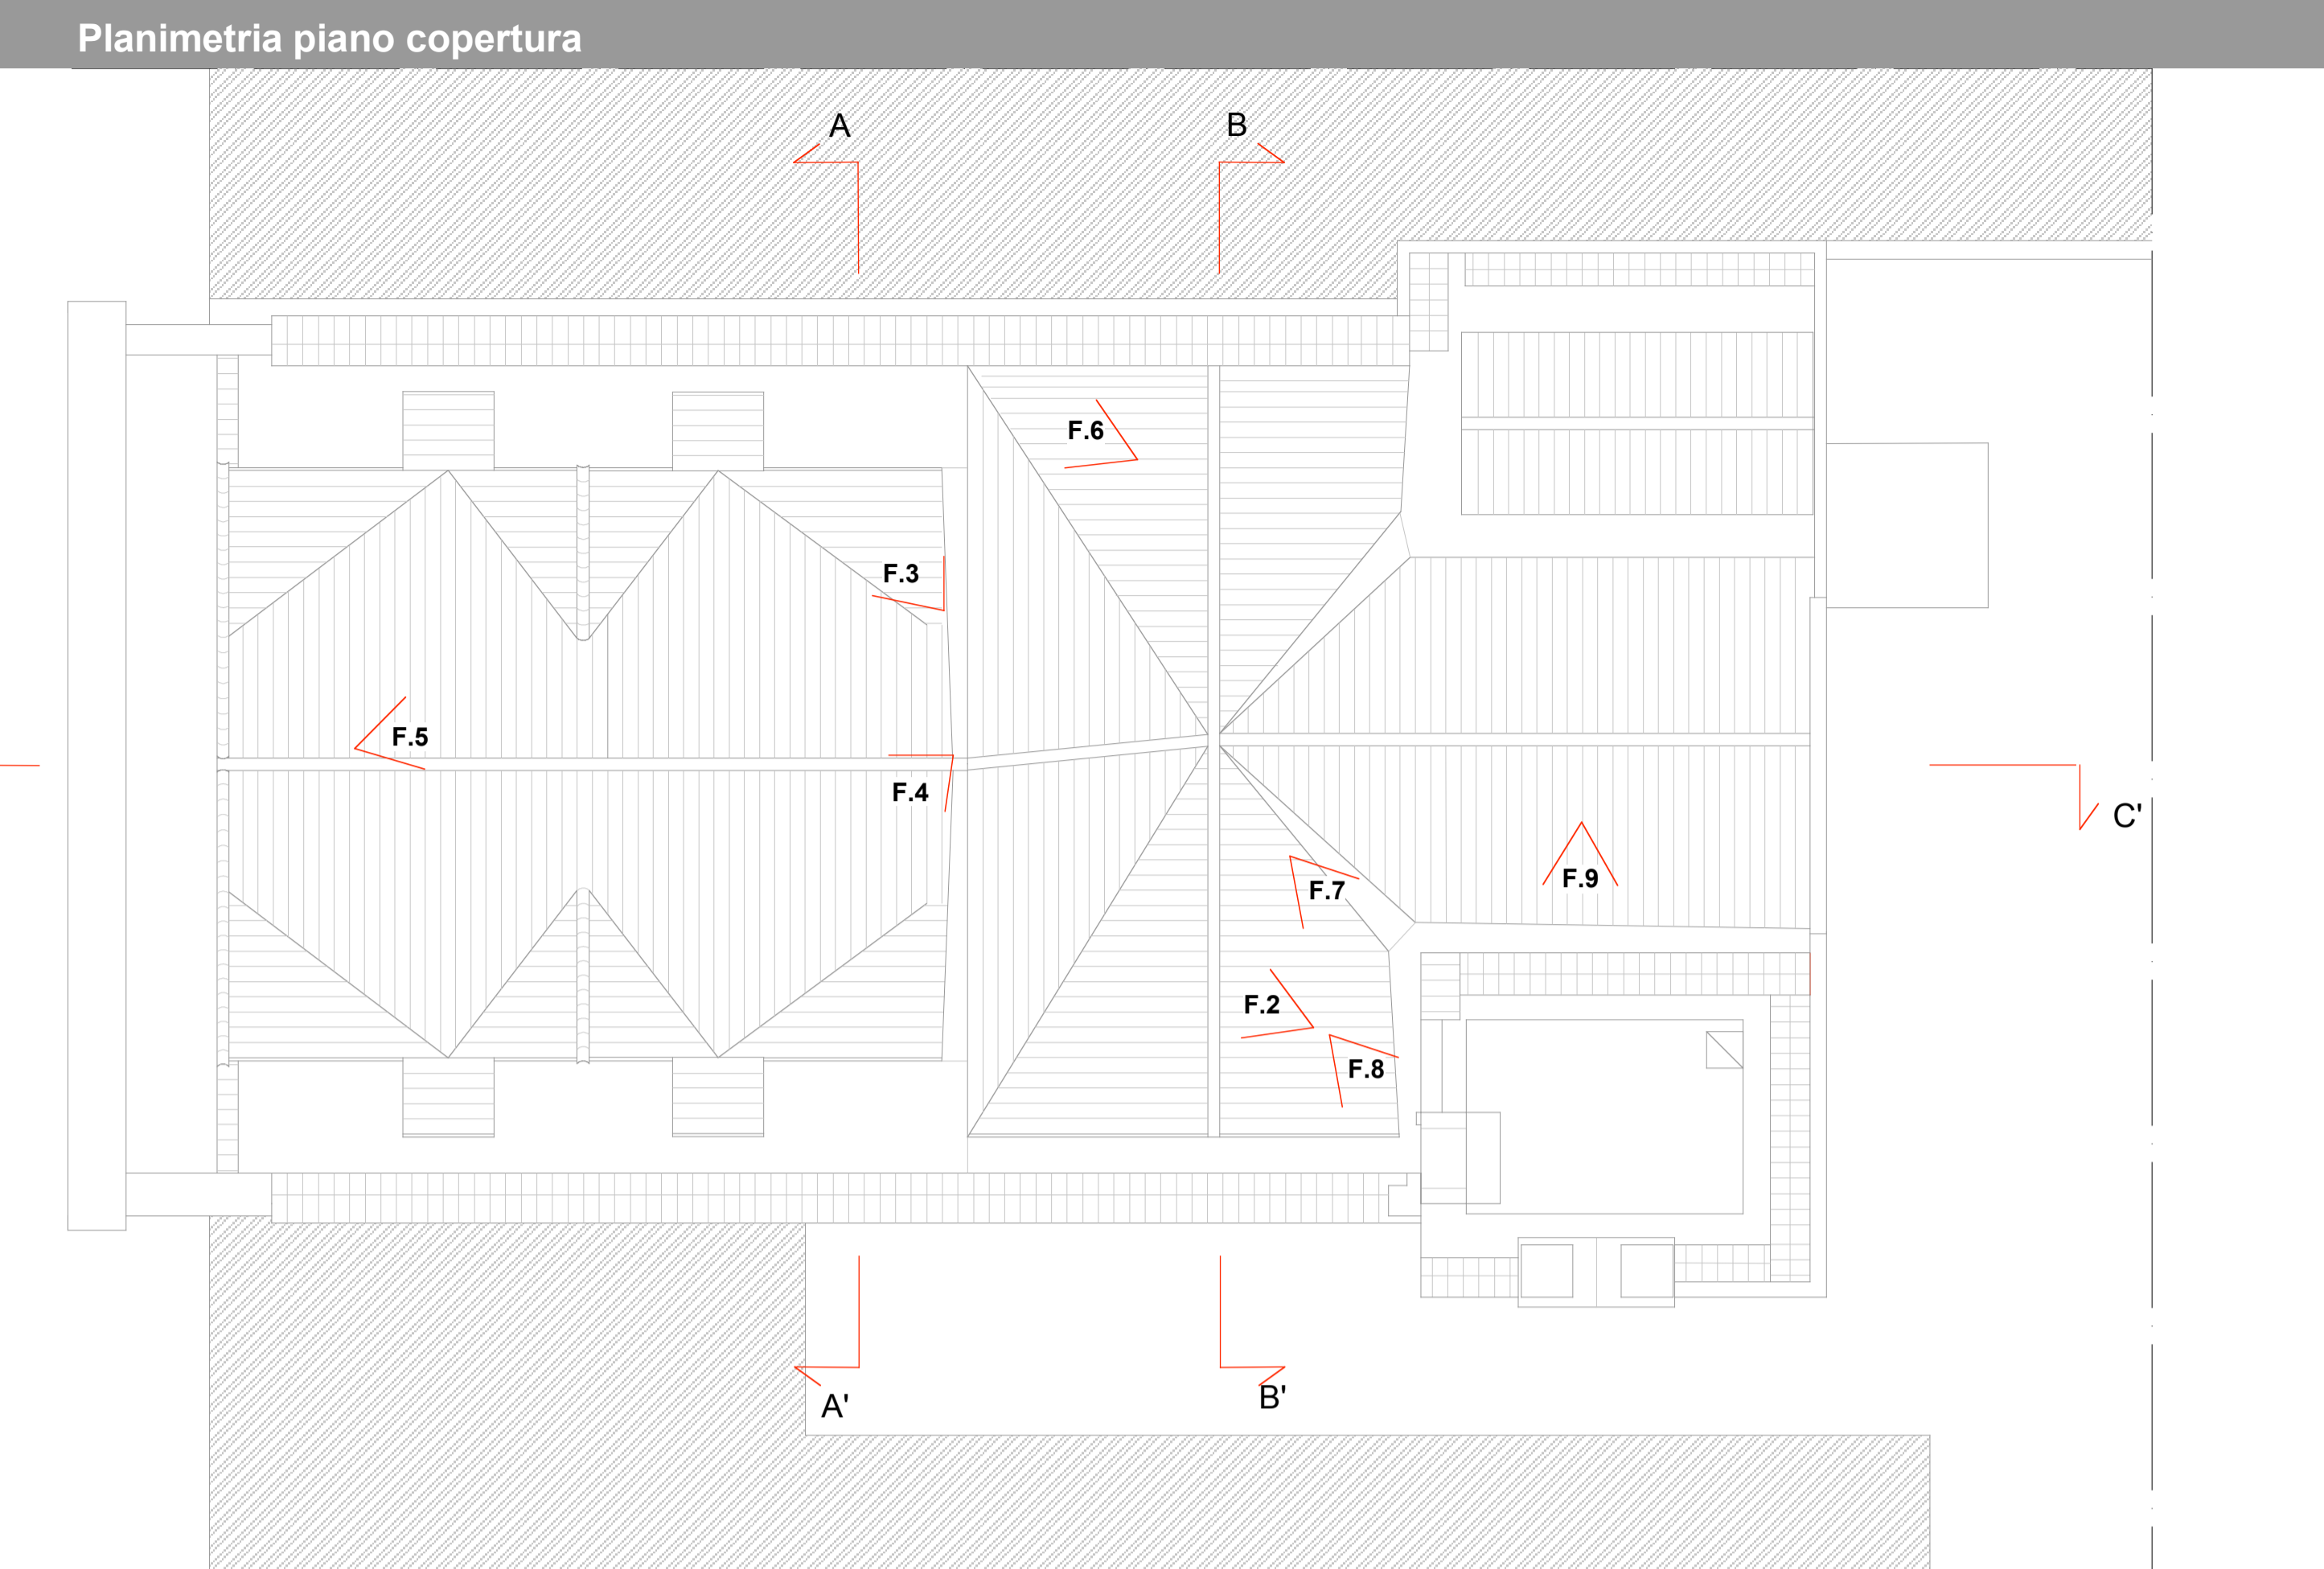 Planimetria piano copertura
A
B
F.6
F.3
F.5
F.4
C'
F.7
F.9
F.2
F.8
A'
B'